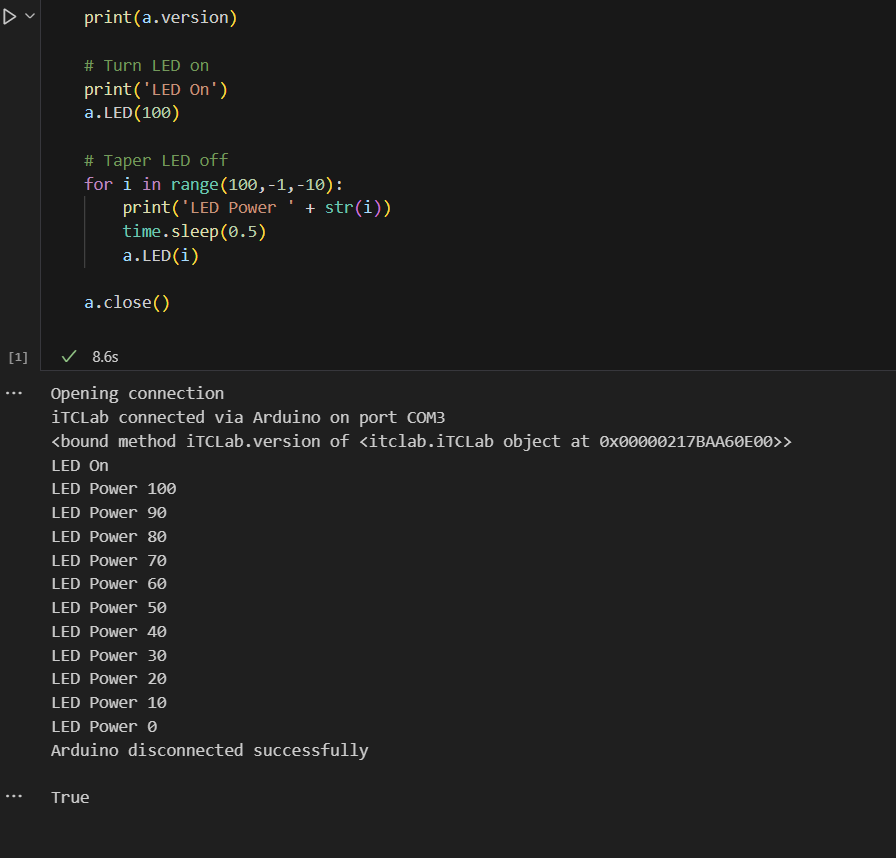 print(a.version)
# Turn LED on
print('LED On')
a.LED(100)
# Taper LED off
for i in range(100,-1,-10):
    print('LED Power ' + str(i))
    time.sleep(0.5)
    a.LED(i)
a.close()
[1] ✓ 8.6s
... Opening connection
iTCLab connected via Arduino on port COM3
<bound method iTCLab.version of <itclab.iTCLab object at 0x00000217BAA60E00>>
LED On
LED Power 100
LED Power 90
LED Power 80
LED Power 70
LED Power 60
LED Power 50
LED Power 40
LED Power 30
LED Power 20
LED Power 10
LED Power 0
Arduino disconnected successfully
... True